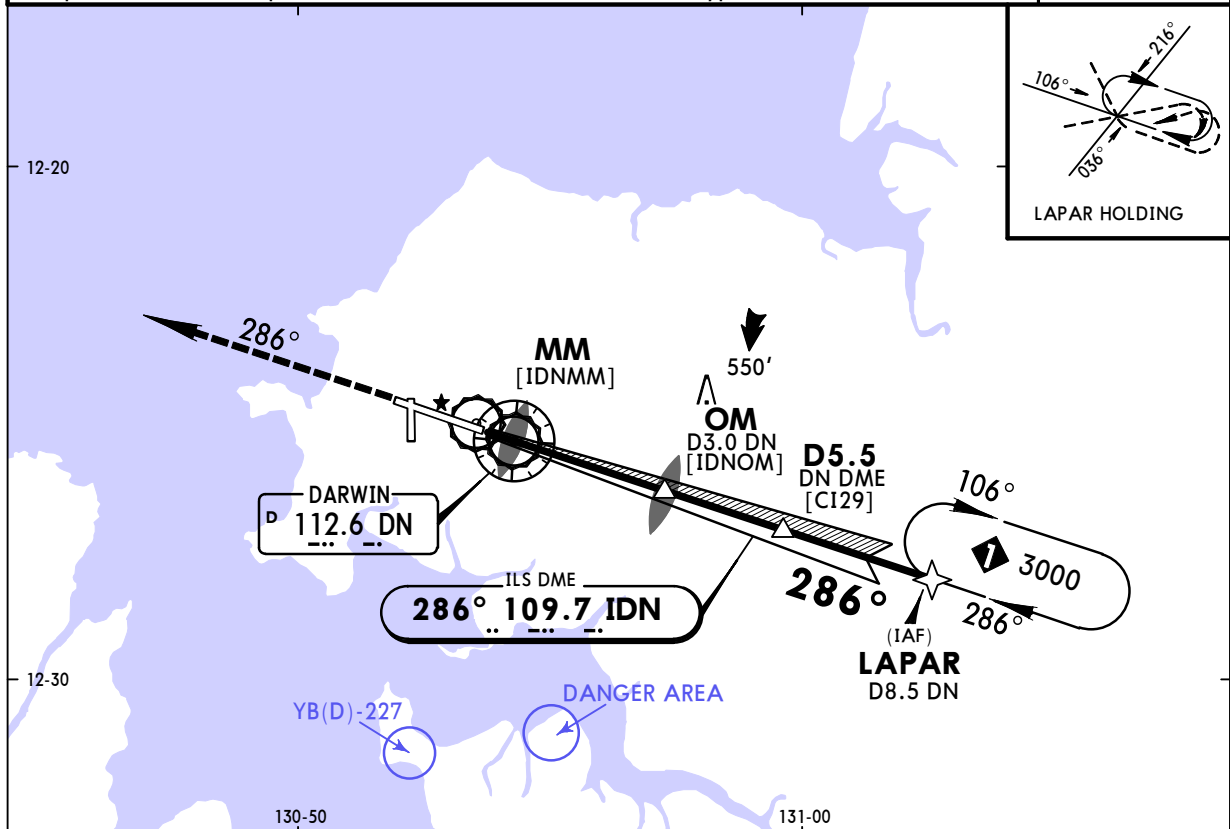 216°
106°
036°
LAPAR HOLDING
12-20
286°
MM
[IDNMM]
550'
OM
D3.0 DN
[IDNOM]
D5.5
DN DME
[CI29]
DARWIN
D 112.6 DN
106°
1 3000
286°
ILS DME
286° 109.7 IDN
286°
(IAF)
LAPAR
D8.5 DN
12-30
DANGER AREA
YB(D)-227
130-50
131-00